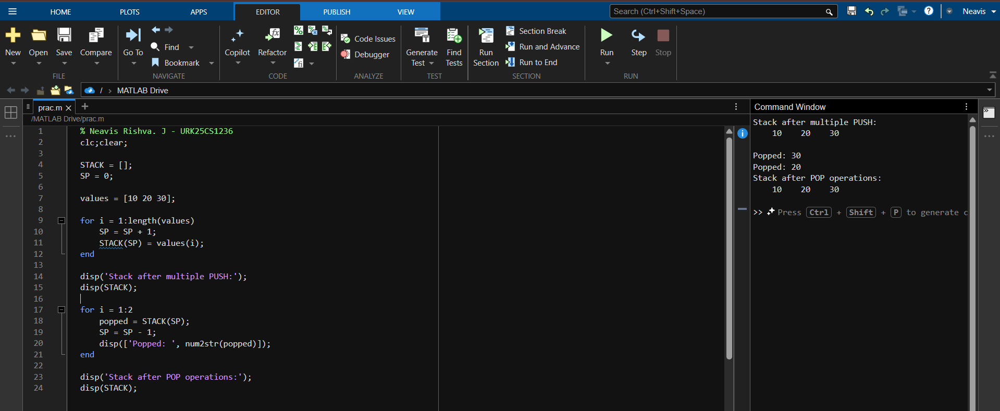 HOME PLOTS APPS EDITOR PUBLISH VIEW Search (Ctrl+Shift+Space) Neavis
New Open Save Compare Go To Find Bookmark Copilot Refactor Code Issues Debugger Generate Test Find Tests Run Section Section Break Run and Advance Run to End Run Step Stop
FILE NAVIGATE CODE ANALYZE TEST SECTION RUN
/ › MATLAB Drive
prac.m
/MATLAB Drive/prac.m
1 % Neavis Rishva. J - URK25CS1236
2 clc;clear;
3
4 STACK = [];
5 SP = 0;
6
7 values = [10 20 30];
8
9 for i = 1:length(values)
10 SP = SP + 1;
11 STACK(SP) = values(i);
12 end
13
14 disp('Stack after multiple PUSH:');
15 disp(STACK);
16
17 for i = 1:2
18 popped = STACK(SP);
19 SP = SP - 1;
20 disp(['Popped: ', num2str(popped)]);
21 end
22
23 disp('Stack after POP operations:');
24 disp(STACK);
Command Window
Stack after multiple PUSH:
10 20 30
Popped: 30
Popped: 20
Stack after POP operations:
10 20 30
>> Press Ctrl + Shift + P to generate c